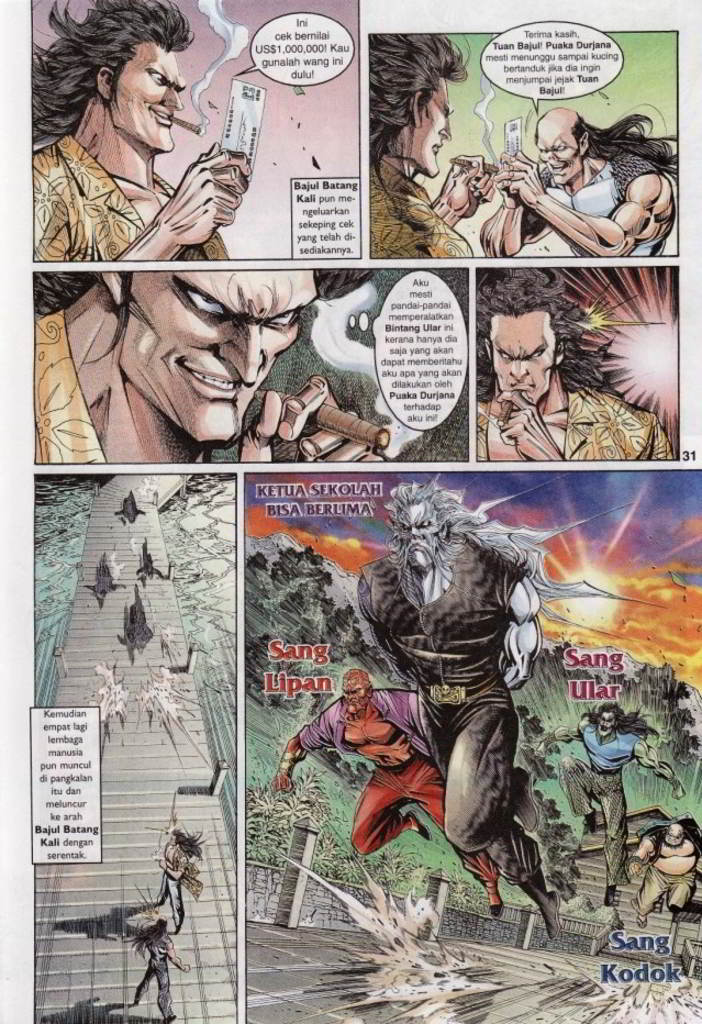 Ini
cek bernilai
US$1,000,000! Kau
gunalah wang ini
dulu!
Bajul Batang
Kali pun me-
ngeluarkan
sekeping cek
yang telah di-
sediakannya.
Terima kasih,
Tuan Bajul! Puaka Durjana
mesti menunggu sampai kucing
bertanduk jika dia ingin
menjumpai jejak Tuan
Bajul!
Aku
mesti
pandai-pandai
memperalatkan
Bintang Ular ini
kerana hanya dia
saja yang akan
dapat memberitahu
aku apa yang akan
dilakukan oleh
Puaka Durjana
terhadap
aku ini!
31
Kemudian
empat lagi
lembaga
manusia
pun muncul
di pangkalan
itu dan
meluncur
ke arah
Bajul Batang
Kali dengan
serentak.
KETUA SEKOLAH
BISA BERLIMA
Sang
Lipan
Sang
Ular
Sang
Kodok